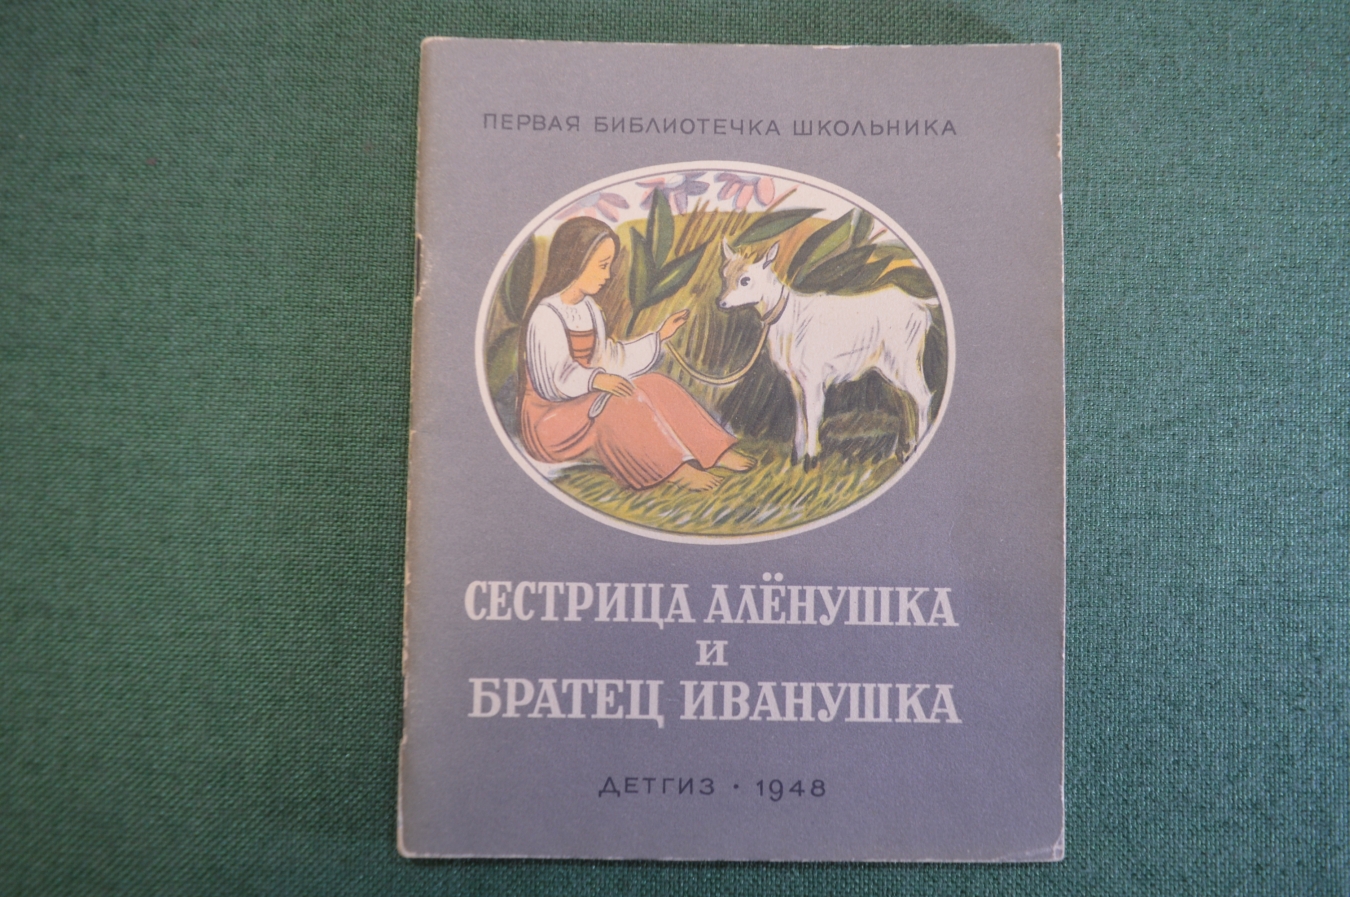 ПЕРВАЯ БИБЛИОТЕЧКА ШКОЛЬНИКА
СЕСТРИЦА АЛЁНУШКА
И
БРАТЕЦ ИВАНУШКА
ДЕТГИЗ · 1948